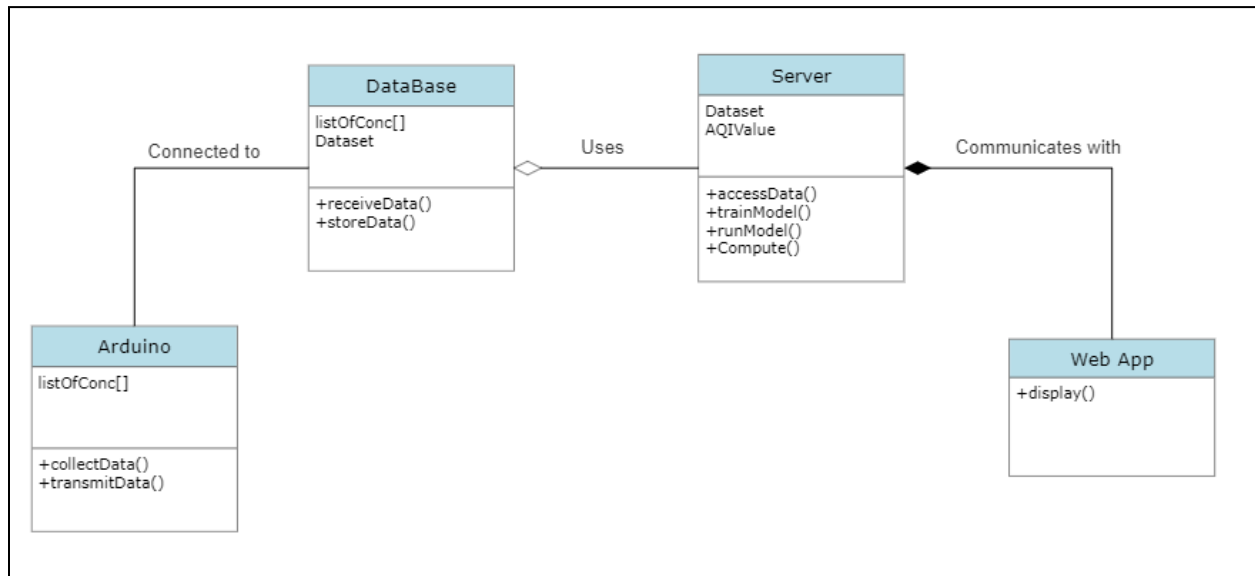 DataBase
listOfConc[]
Dataset
+receiveData()
+storeData()
Connected to
Uses
Server
Dataset
AQIValue
+accessData()
+trainModel()
+runModel()
+Compute()
Communicates with
Arduino
listOfConc[]
+collectData()
+transmitData()
Web App
+display()